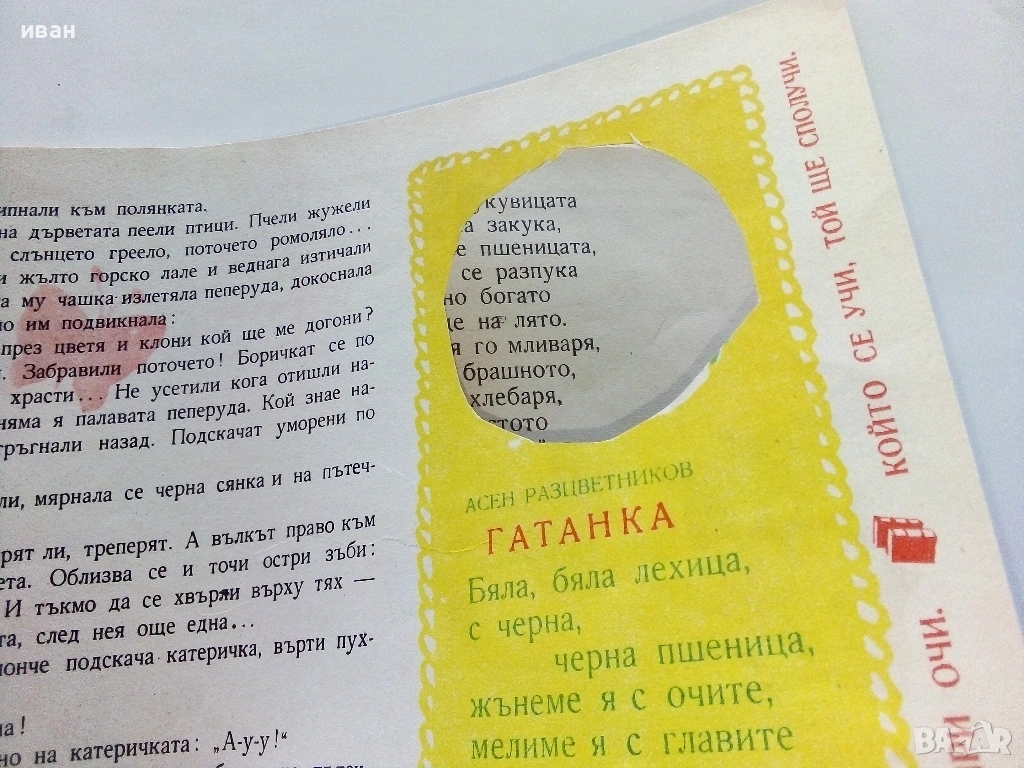 иван
ипнали към полянката.
на дърветата пеели птици. Пчели жужели
слънцето греело, поточето ромоляло...
и жълто горско лале и веднага изтичали
та му чашка излетяла пеперуда, докоснала
но им подвикнала:
през цветя и клони кой ще ме догони?
Забравили поточето! Боричкат се по
храсти... Не усетили кога отишли на-
няма я палавата пеперуда. Кой знае на-
тръгнали назад. Подскачат уморени по
ли, мярнала се черна сянка и на пътеч-
рят ли, треперят. А вълкът право към
ета. Облизва се и точи остри зъби:
И тъкмо да се хвърли върху тях —
та, след нея още една...
лонче подскача катеричка, върти пух-
а!
но на катеричката: „А-у-у!“
укувицата
а закука,
е пшеницата,
се разпука
но богато
це на лято.
я го мливаря,
брашното,
хлебаря,
стото
АСЕН РАЗЦВЕТНИКОВ
ГАТАНКА
Бяла, бяла лехица,
с черна,
черна пшеница,
жънеме я с очите,
мелиме я с главите
КОЙТО СЕ УЧИ, ТОЙ ЩЕ СПОЛУЧИ.
ОЧИ.
BAZAR